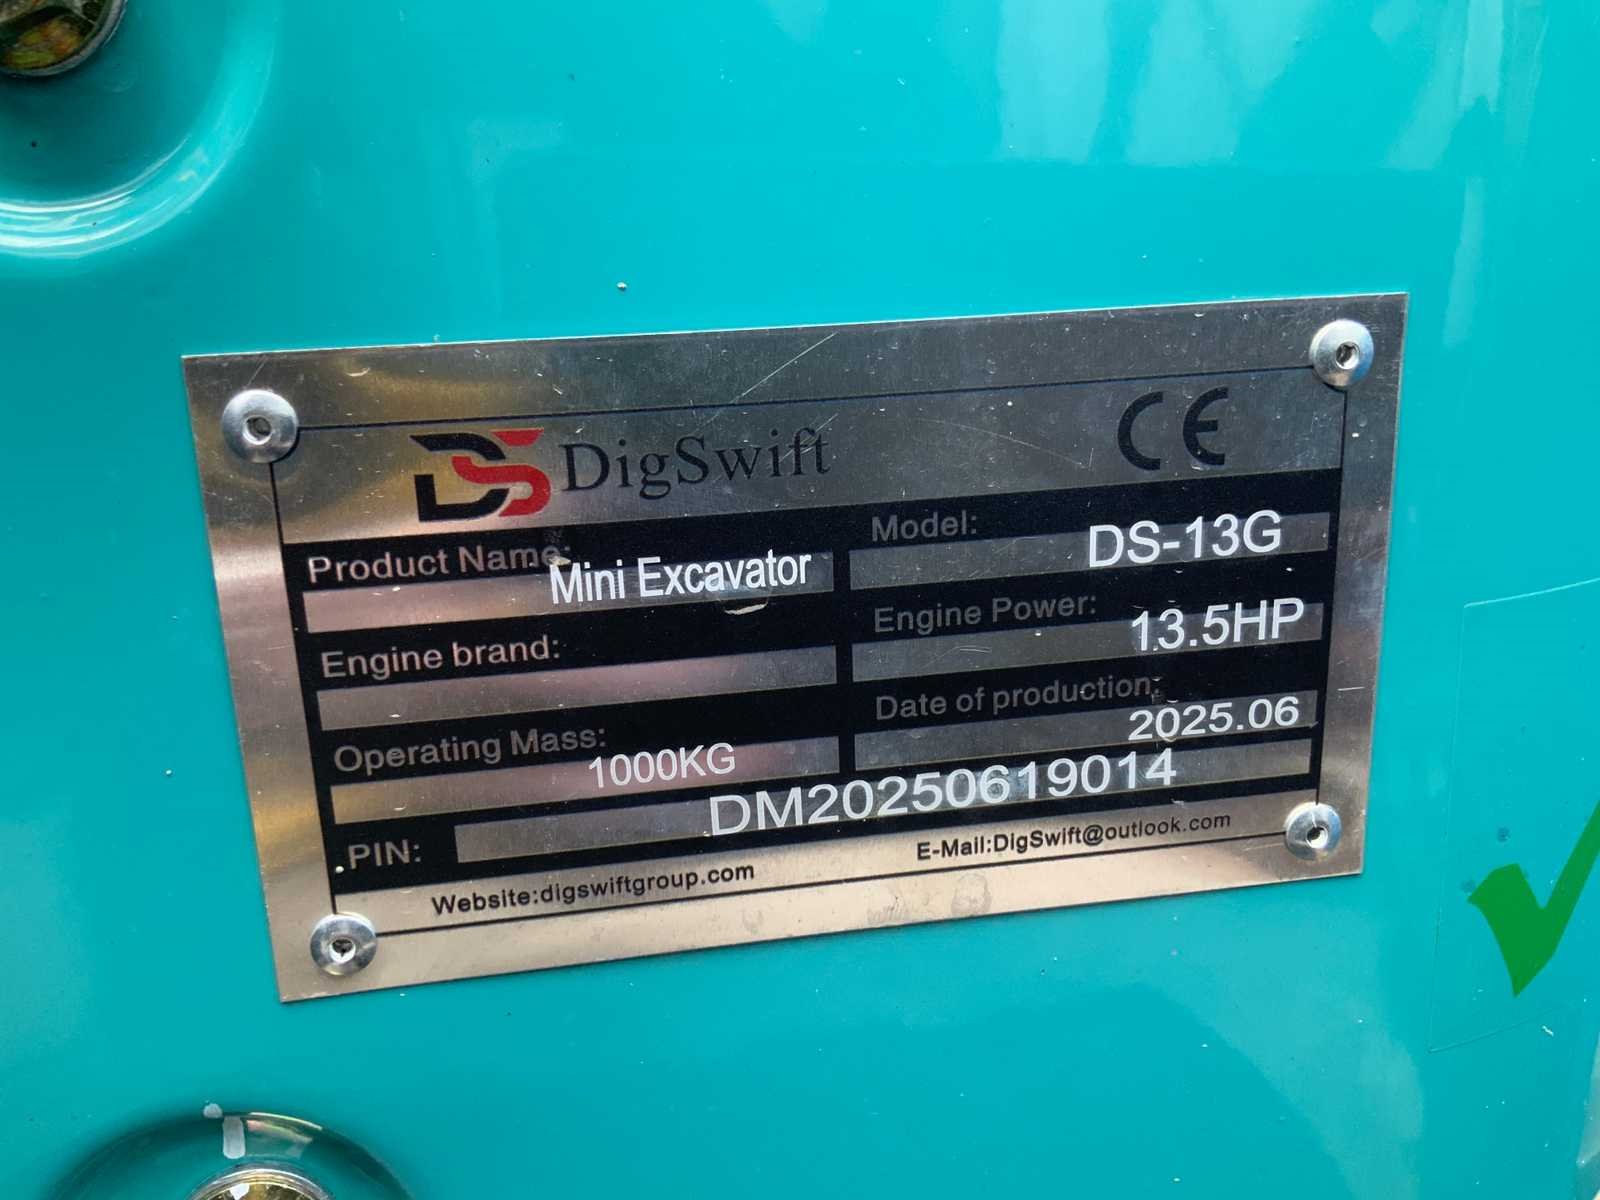 DS DigSwift CE
Product Name: Mini Excavator
Model: DS-13G
Engine brand:
Engine Power: 13.5HP
Operating Mass: 1000KG
Date of production: 2025.06
PIN: DM20250619014
Website:digswiftgroup.com
E-Mail:DigSwift@outlook.com